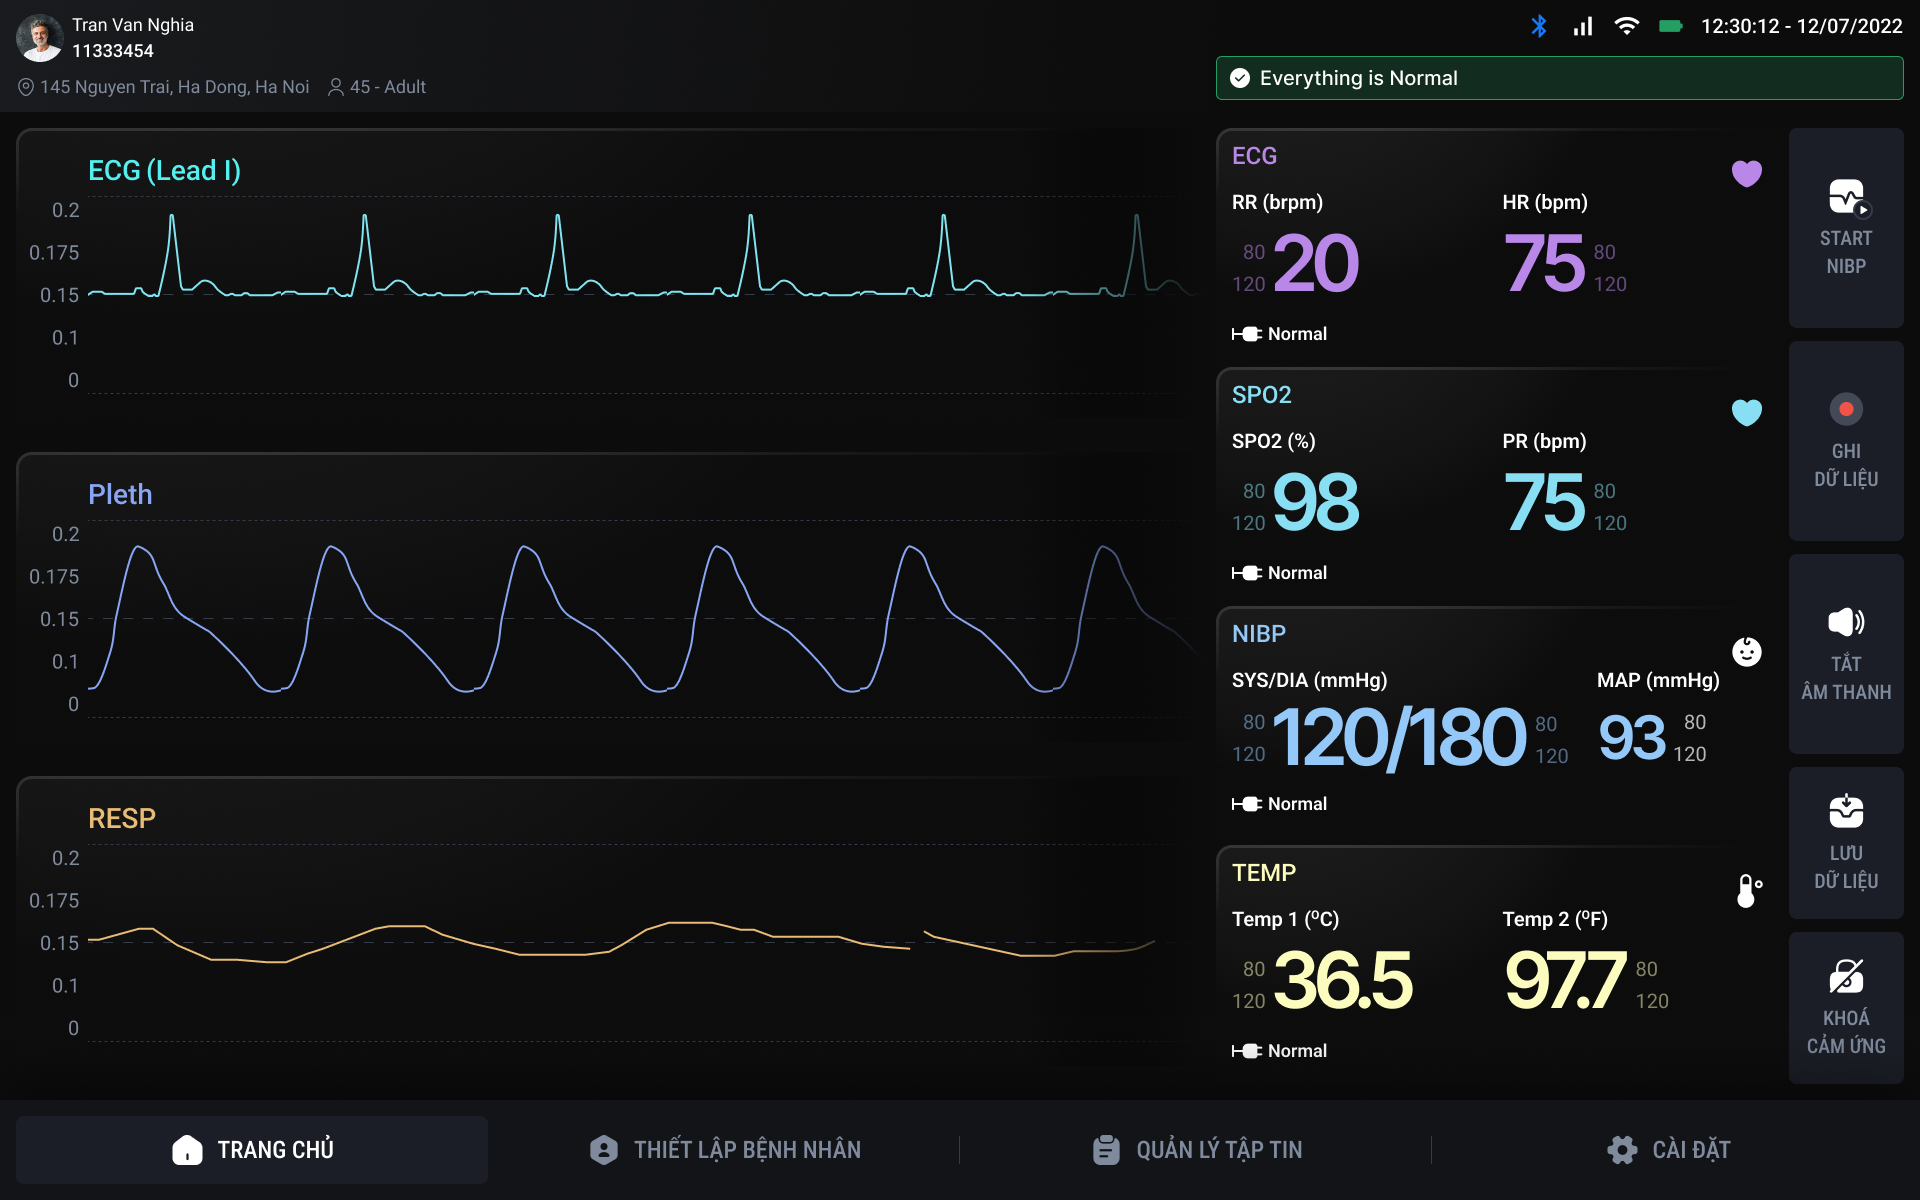 Tran Van Nghia
11333454
145 Nguyen Trai, Ha Dong, Ha Noi
45 - Adult
12:30:12 - 12/07/2022
Everything is Normal
ECG (Lead I)
0.2
0.175
0.15
0.1
0
Pleth
0.2
0.175
0.15
0.1
0
RESP
0.2
0.175
0.15
0.1
0
ECG
RR (brpm)
HR (bpm)
80
120
20
75
80
120
Normal
SPO2
SPO2 (%)
PR (bpm)
80
120
98
75
80
120
Normal
NIBP
SYS/DIA (mmHg)
MAP (mmHg)
80
120
120/180
80
120
93
80
120
Normal
TEMP
Temp 1 (⁰C)
Temp 2 (⁰F)
80
120
36.5
97.7
80
120
Normal
START
NIBP
GHI
DỮ LIỆU
TẮT
ÂM THANH
LƯU
DỮ LIỆU
KHOÁ
CẢM ỨNG
TRANG CHỦ
THIẾT LẬP BỆNH NHÂN
QUẢN LÝ TẬP TIN
CÀI ĐẶT